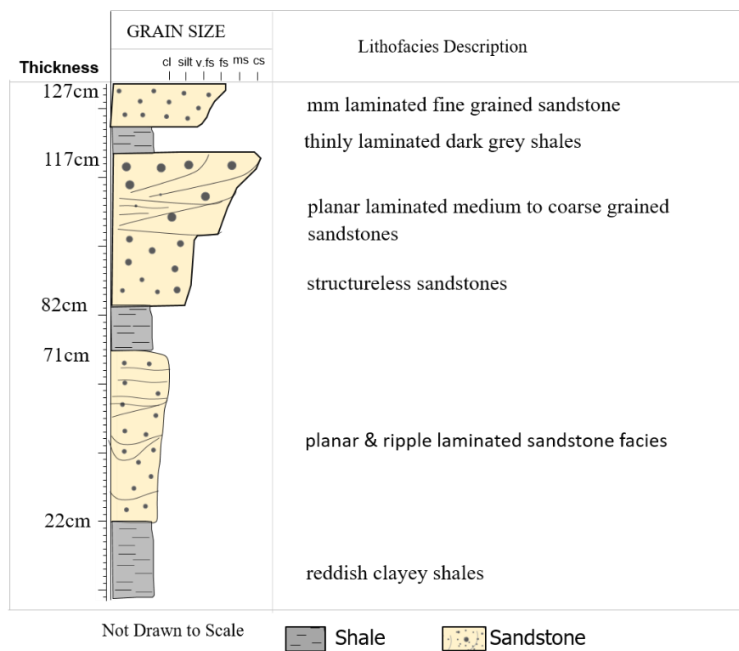 GRAIN SIZE
Lithofacies Description
Thickness
cl silt v.fs fs ms cs
127cm
mm laminated fine grained sandstone
thinly laminated dark grey shales
117cm
planar laminated medium to coarse grained
sandstones
structureless sandstones
82cm
71cm
planar & ripple laminated sandstone facies
22cm
reddish clayey shales
Not Drawn to Scale
Shale
Sandstone